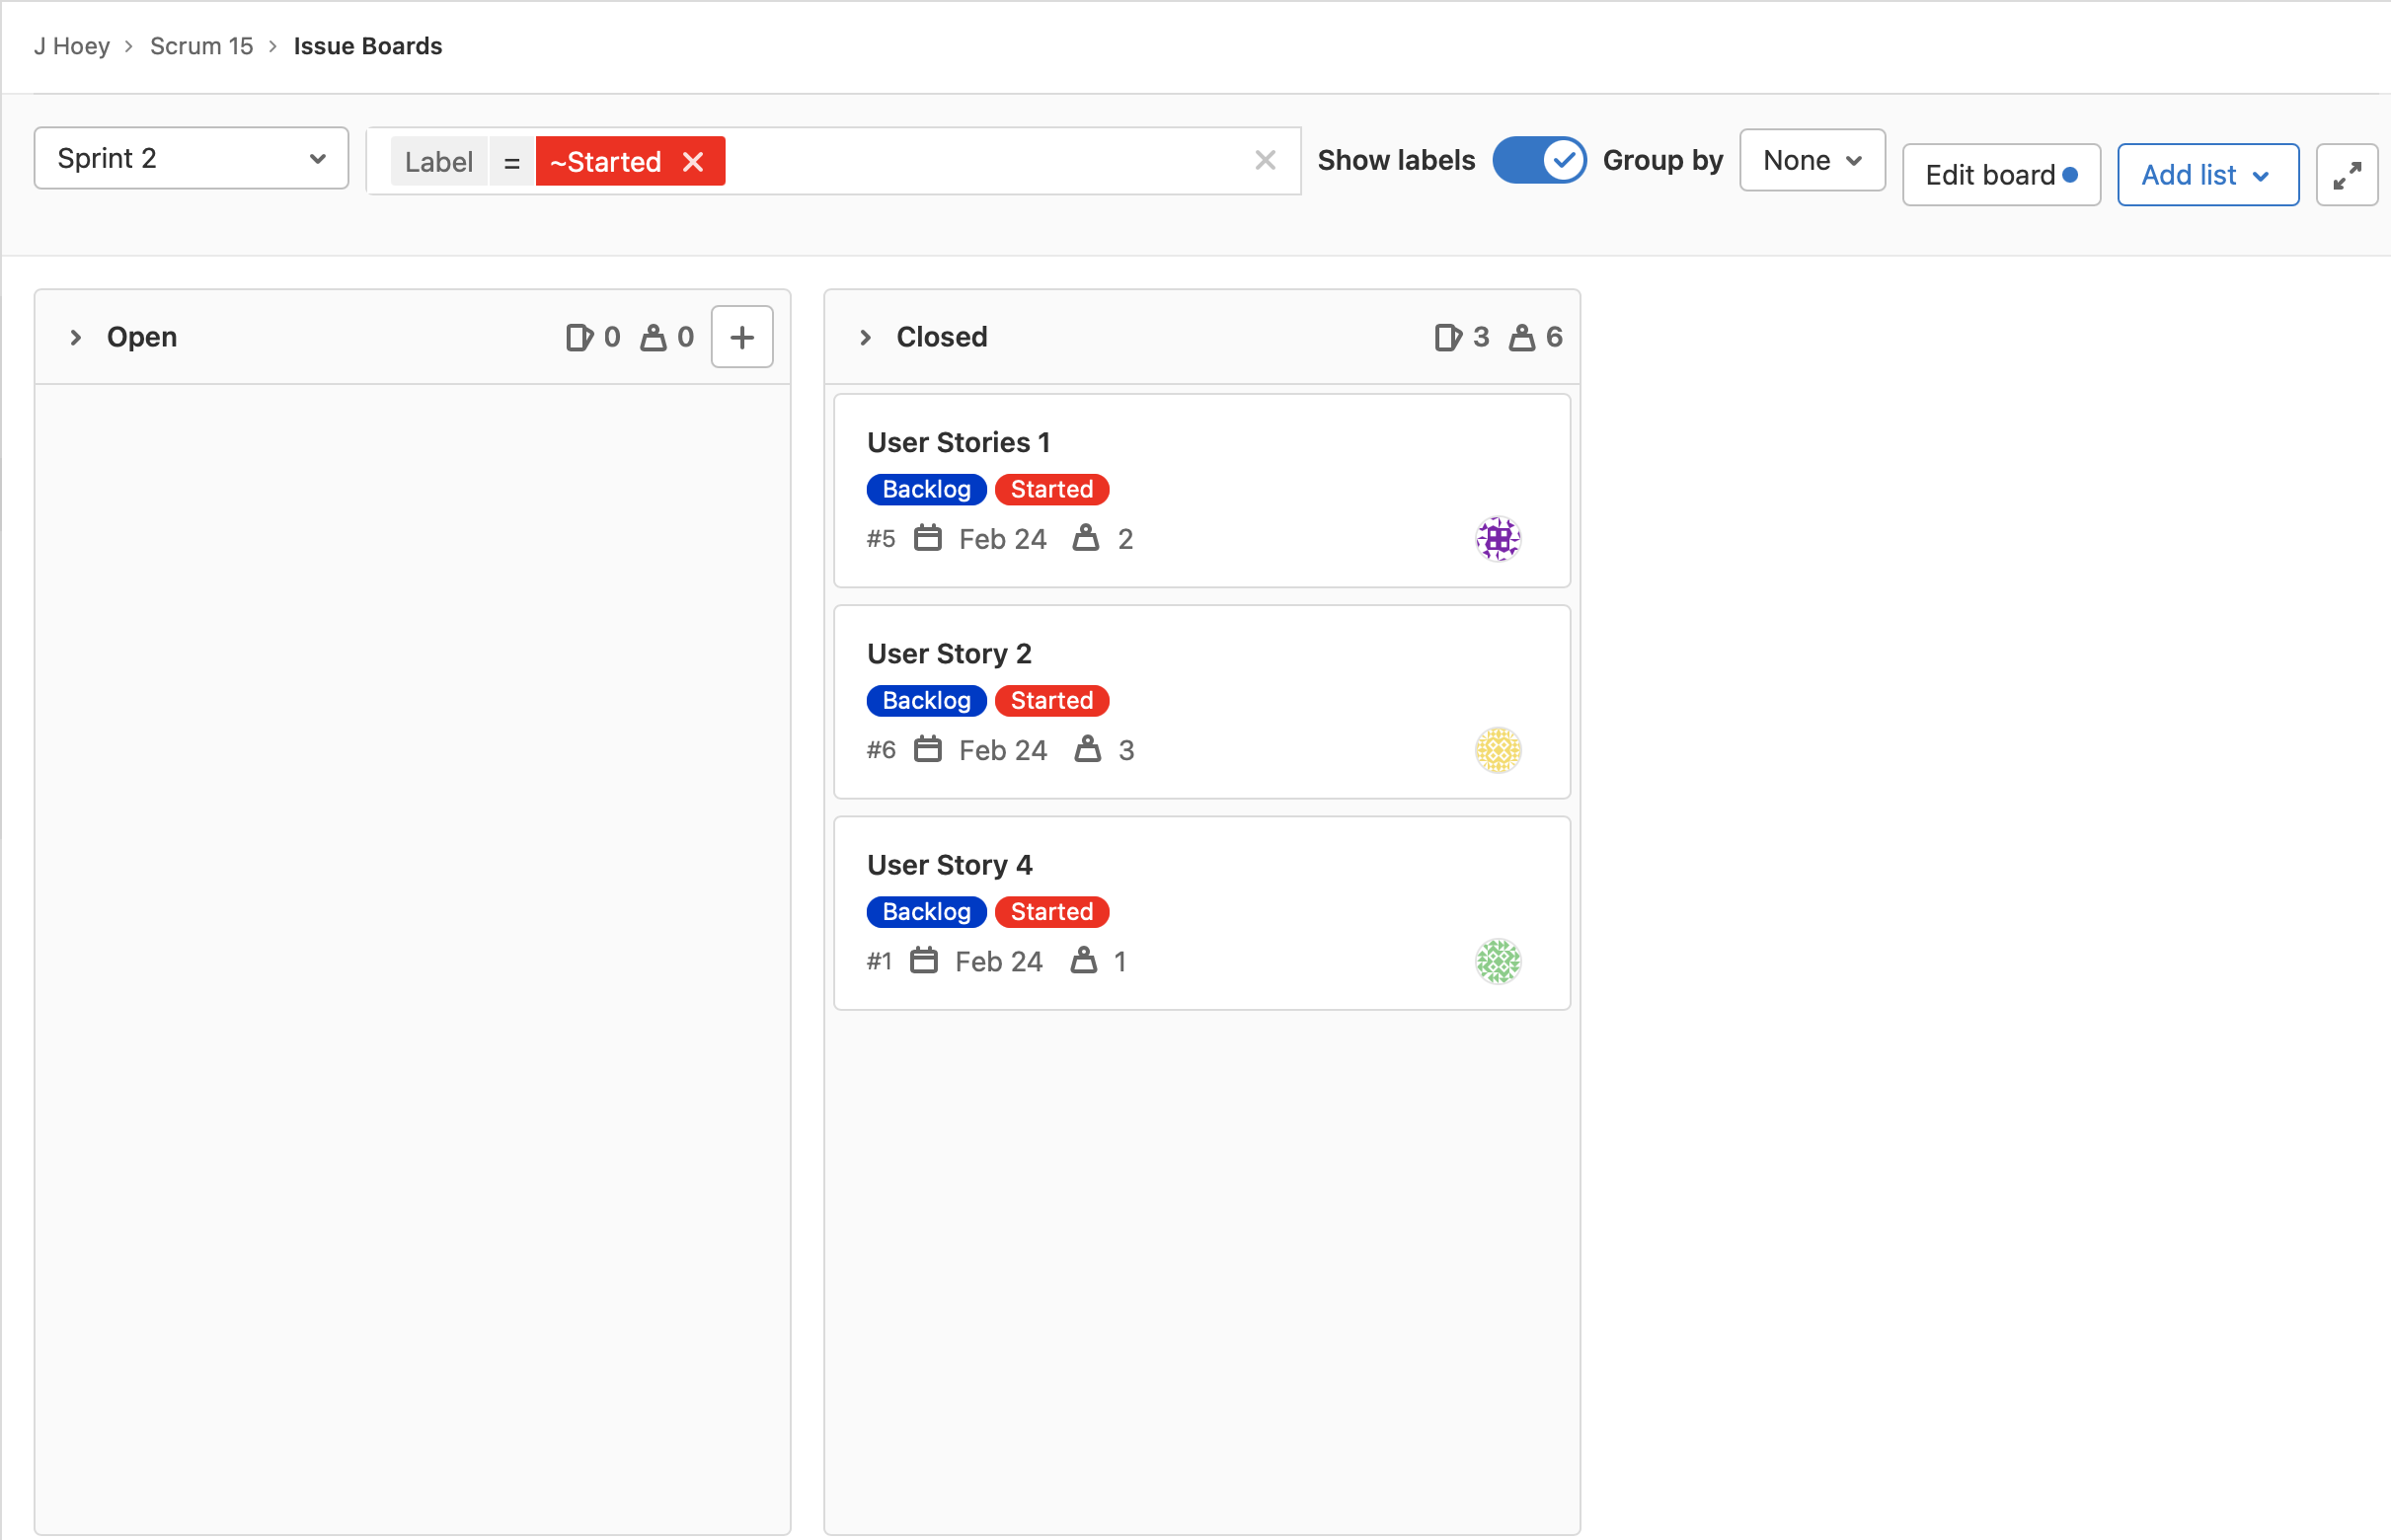 J Hoey > Scrum 15 > Issue Boards
Sprint 2
Label = ~Started
Show labels
Group by
None
Edit board
Add list
Open 0 0
Closed 3 6
User Stories 1
Backlog Started
#5 Feb 24 2
User Story 2
Backlog Started
#6 Feb 24 3
User Story 4
Backlog Started
#1 Feb 24 1